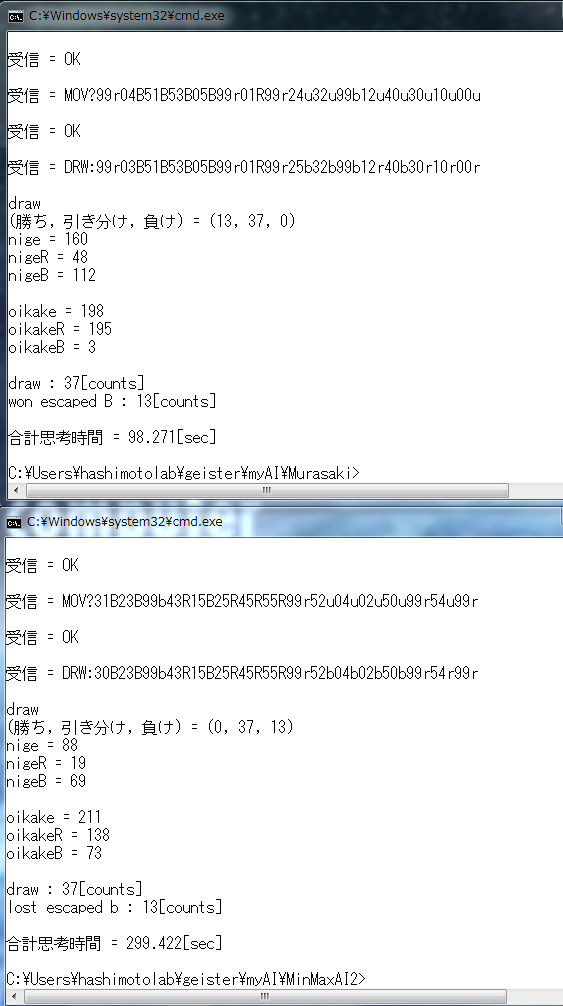 C:¥Windows¥system32¥cmd.exe
受信 = OK
受信 = MOV?99r04B51B53B05B99r01R99r24u32u99b12u40u30u10u00u
受信 = OK
受信 = DRW:99r03B51B53B05B99r01R99r25b32b99b12r40b30r10r00r
draw
(勝ち, 引き分け, 負け) = (13, 37, 0)
nige = 160
nigeR = 48
nigeB = 112
oikake = 198
oikakeR = 195
oikakeB = 3
draw : 37[counts]
won escaped B : 13[counts]
合計思考時間 = 98.271[sec]
C:¥Users¥hashimotolab¥geister¥myAI¥Murasaki>
C:¥Windows¥system32¥cmd.exe
受信 = OK
受信 = MOV?31B23B99b43R15B25R45R55R99r52u04u02u50u99r54u99r
受信 = OK
受信 = DRW:30B23B99b43R15B25R45R55R99r52b04b02b50b99r54r99r
draw
(勝ち, 引き分け, 負け) = (0, 37, 13)
nige = 88
nigeR = 19
nigeB = 69
oikake = 211
oikakeR = 138
oikakeB = 73
draw : 37[counts]
lost escaped b : 13[counts]
合計思考時間 = 299.422[sec]
C:¥Users¥hashimotolab¥geister¥myAI¥MinMaxAI2>